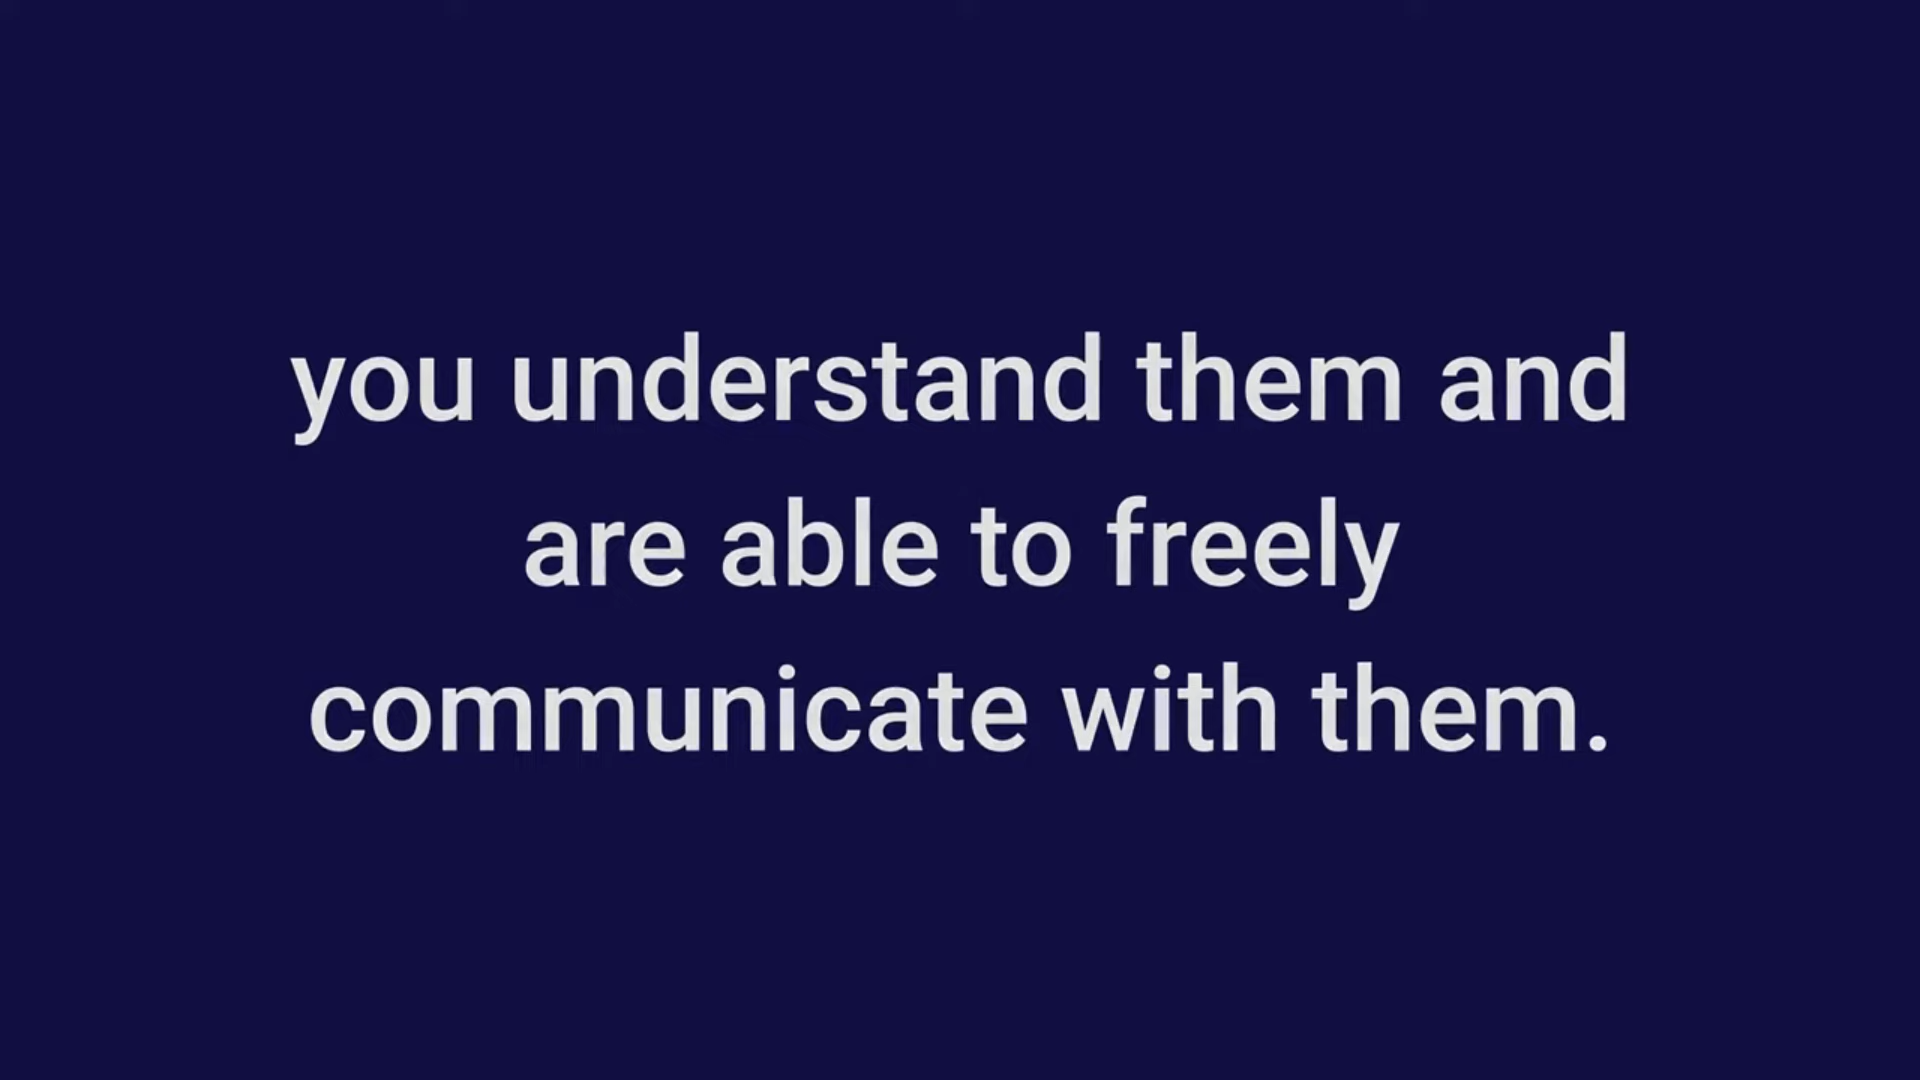 you understand them and
are able to freely
communicate with them.